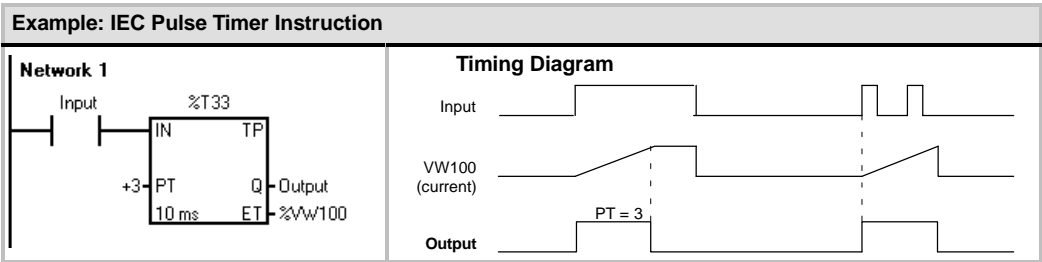 Example: IEC Pulse Timer Instruction
Network 1
Input
%T33
IN TP
+3 PT Q Output
10 ms ET %VW100
Timing Diagram
Input
VW100
(current)
PT = 3
Output